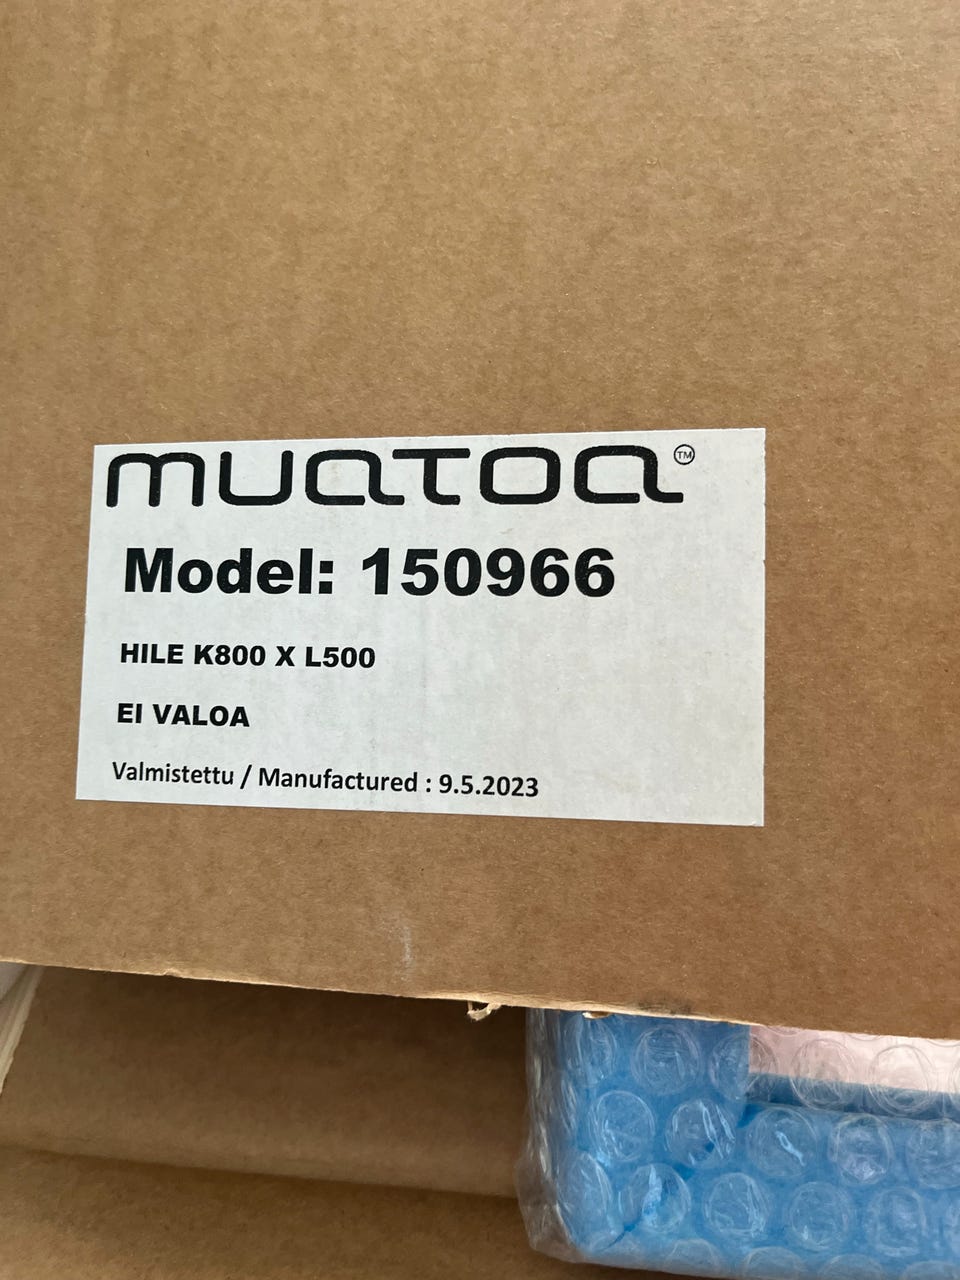 muatoa™
Model: 150966
HILE K800 X L500
EI VALOA
Valmistettu / Manufactured : 9.5.2023